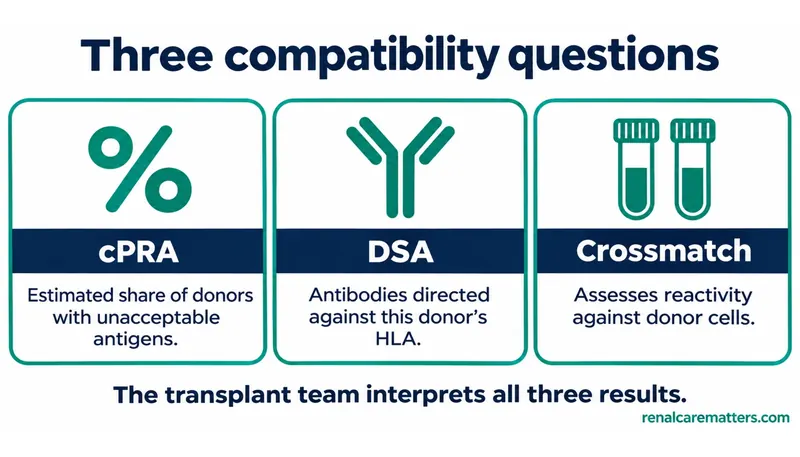 Three compatibility questions
cPRA
Estimated share of donors
with unacceptable
antigens.
DSA
Antibodies directed
against this donor's
HLA.
Crossmatch
Assesses reactivity
against donor cells.
The transplant team interprets all three results.
renalcarematters.com